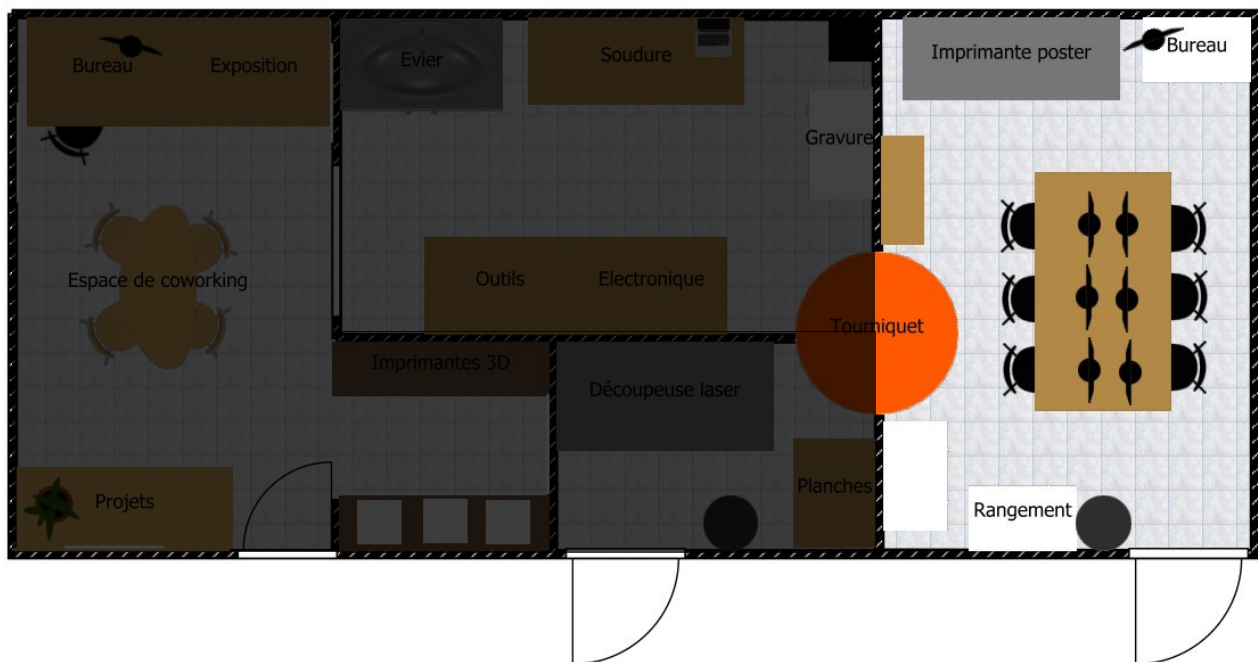 Bureau
Exposition
Evier
Soudure
Imprimante poster
Bureau
Gravure
Espace de coworking
Outils
Electronique
Tourniquet
Imprimantes 3D
Découpeuse laser
Projets
Planches
Rangement